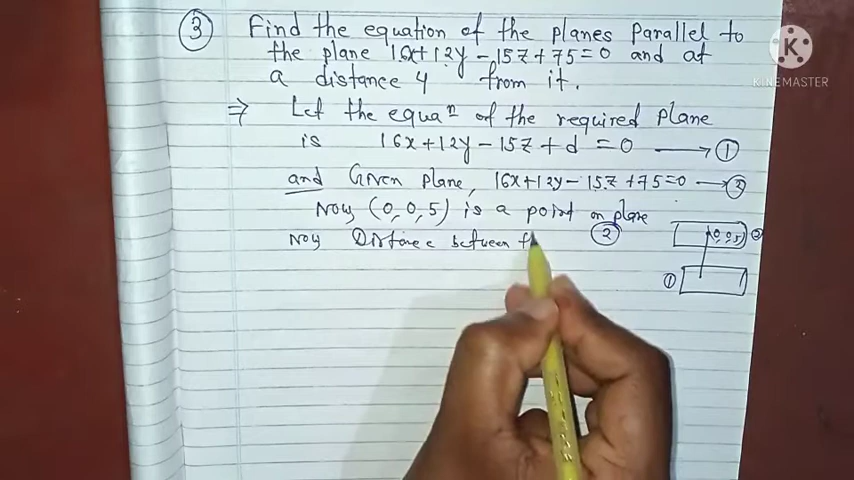 ③ Find the equation of the planes parallel to
the plane 16x+12y-15z+75=0 and at
a distance 4 from it.
⇒ Let the equaⁿ of the required plane
is 16x+12y-15z+d=0 ⟶ ①
and Given plane, 16x+12y-15z+75=0 ⟶ ②
Now (0,0,5) is a point on plane
②
Now Distance between t
(0,0,5) ②
①
K
KINEMASTER